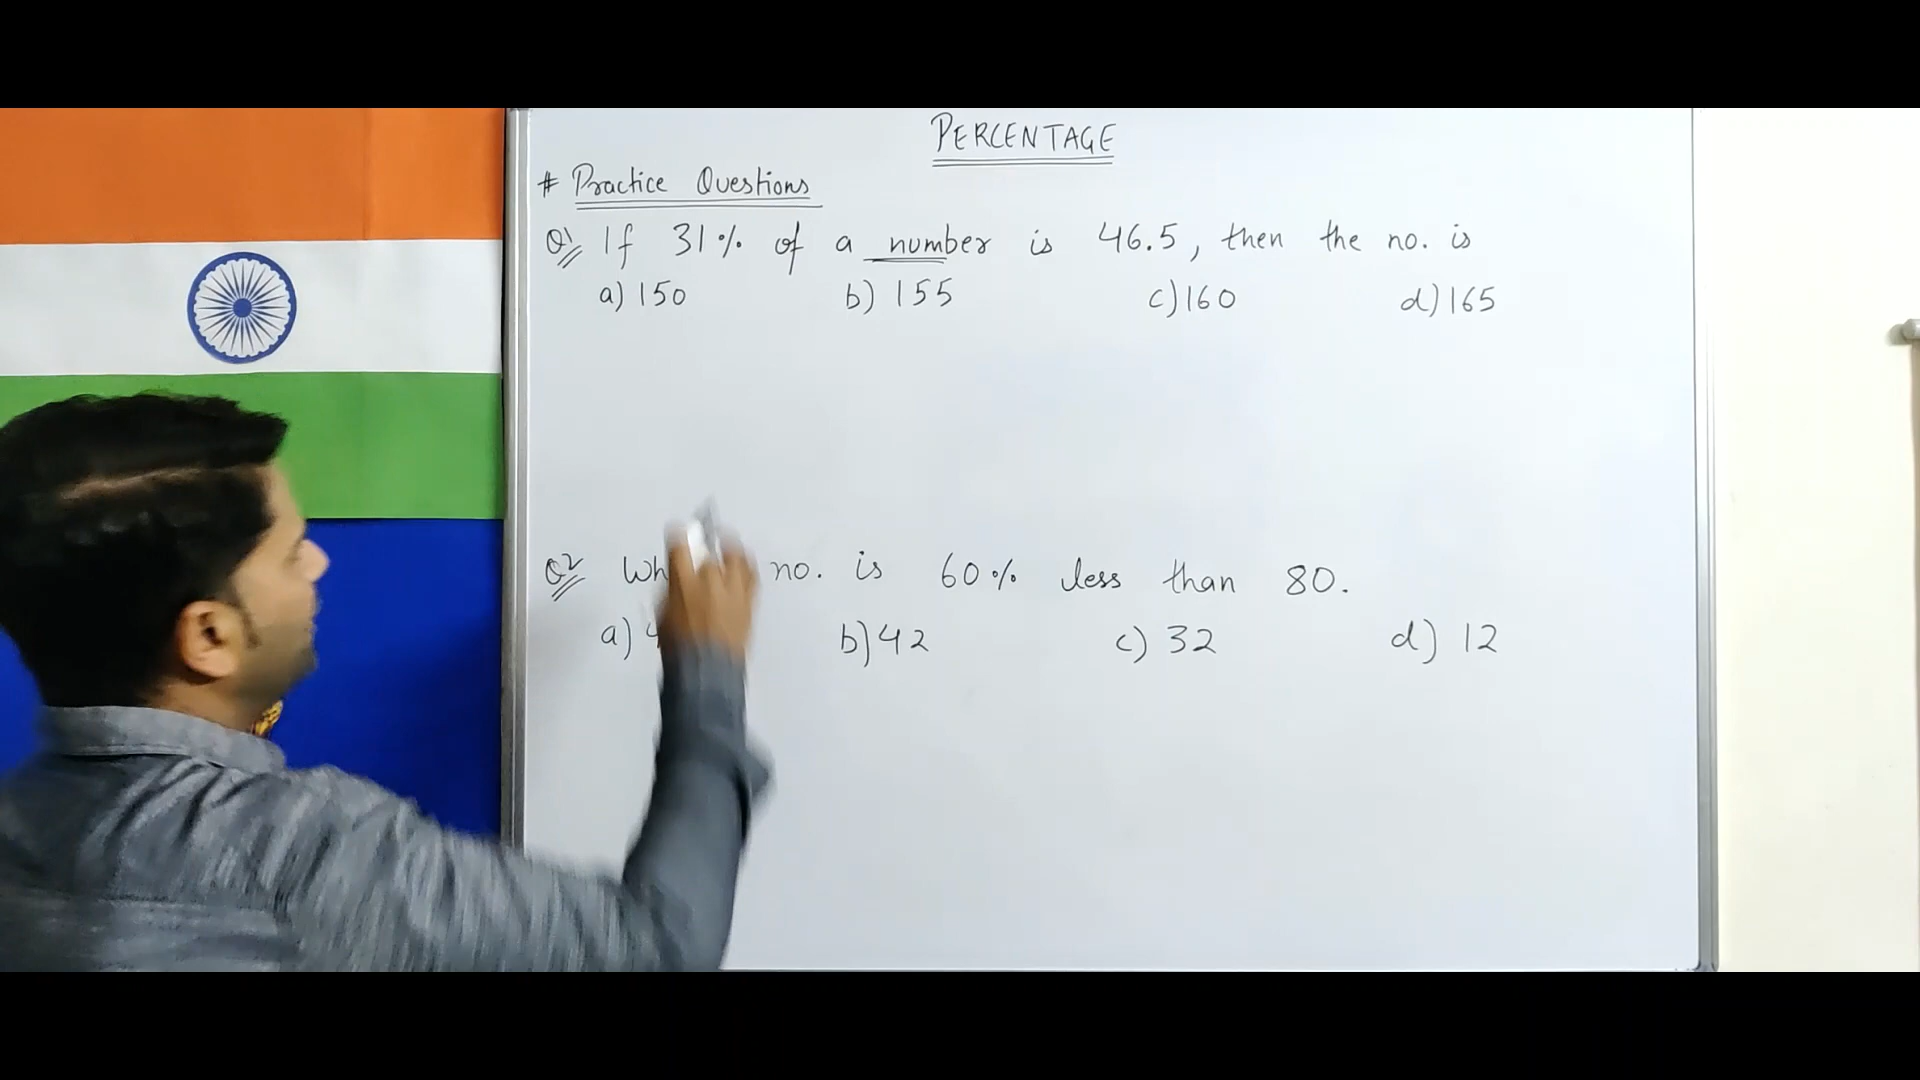 PERCENTAGE
# Practice Questions
Q1 If 31% of a number is 46.5, then the no. is
a) 150 b) 155 c) 160 d) 165
Q2 no. is 60% less than 80.
a) b) 42 c) 32 d) 12